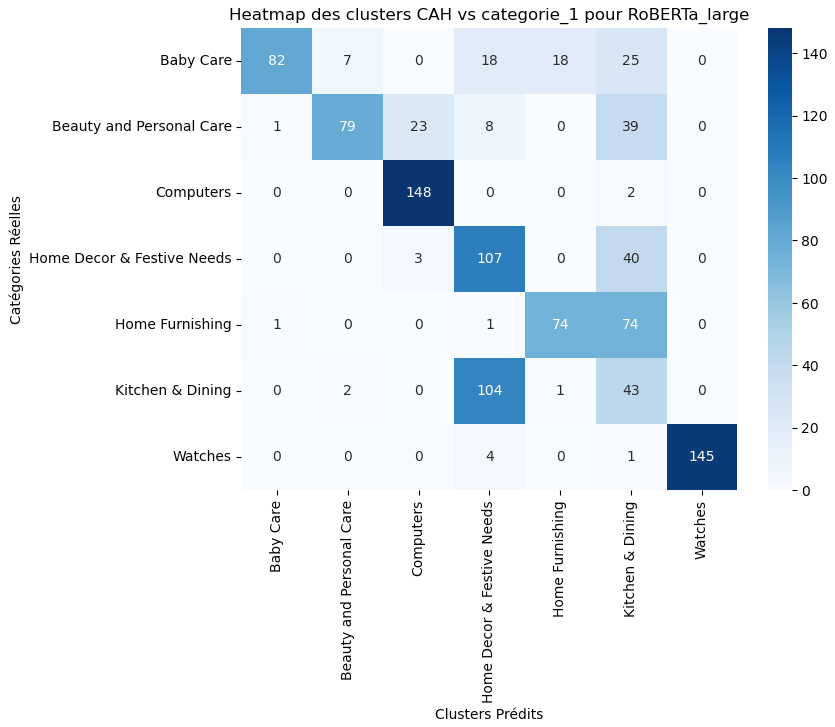 Heatmap des clusters CAH vs categorie_1 pour RoBERTa_large
Catégories Réelles
Baby Care 82 7 0 18 18 25 0
Beauty and Personal Care 1 79 23 8 0 39 0
Computers 0 0 148 0 0 2 0
Home Decor & Festive Needs 0 0 3 107 0 40 0
Home Furnishing 1 0 0 1 74 74 0
Kitchen & Dining 0 2 0 104 1 43 0
Watches 0 0 0 4 0 1 145
Baby Care
Beauty and Personal Care
Computers
Home Decor & Festive Needs
Home Furnishing
Kitchen & Dining
Watches
Clusters Prédits
140
120
100
80
60
40
20
0